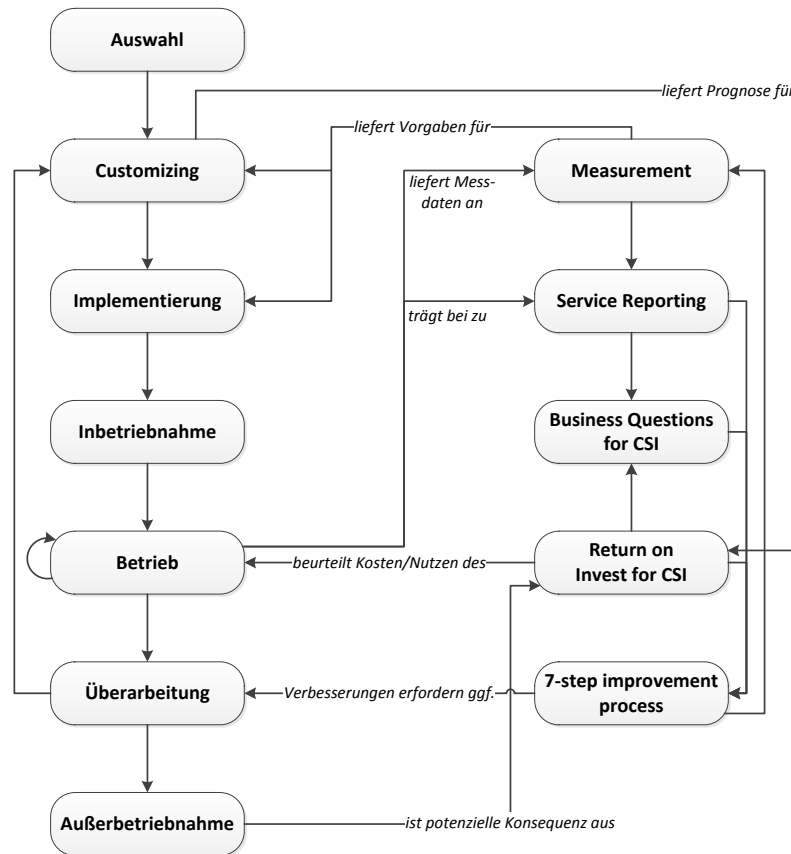 Auswahl
liefert Prognose für
liefert Vorgaben für
Customizing
Measurement
liefert Mess-
daten an
Implementierung
Service Reporting
trägt bei zu
Inbetriebnahme
Business Questions
for CSI
Betrieb
beurteilt Kosten/Nutzen des
Return on
Invest for CSI
Überarbeitung
Verbesserungen erfordern ggf.
7-step improvement
process
Außerbetriebnahme
ist potenzielle Konsequenz aus